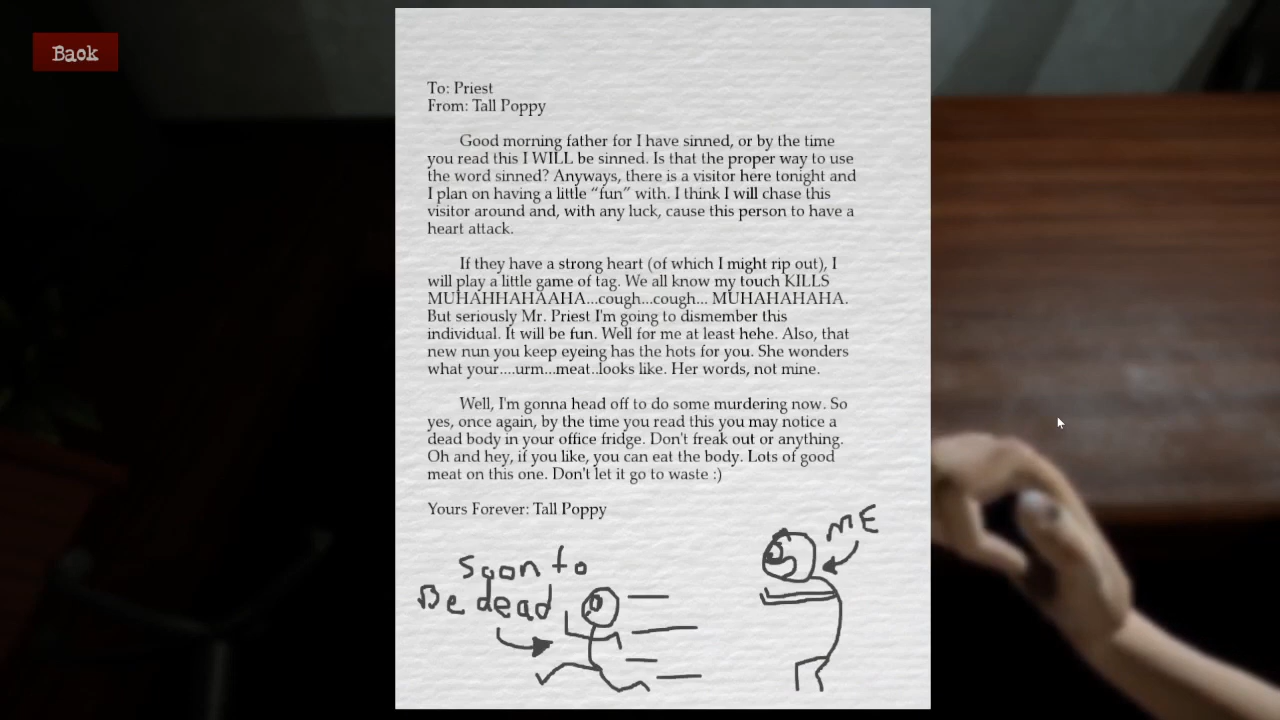 Back
To: Priest
From: Tall Poppy
Good morning father for I have sinned, or by the time
you read this I WILL be sinned. Is that the proper way to use
the word sinned? Anyways, there is a visitor here tonight and
I plan on having a little “fun” with. I think I will chase this
visitor around and, with any luck, cause this person to have a
heart attack.
If they have a strong heart (of which I might rip out), I
will play a little game of tag. We all know my touch KILLS
MUHAHHAHAAHA...cough...cough... MUHAHAHAHA.
But seriously Mr. Priest I'm going to dismember this
individual. It will be fun. Well for me at least hehe. Also, that
new nun you keep eyeing has the hots for you. She wonders
what your....urm...meat..looks like. Her words, not mine.
Well, I'm gonna head off to do some murdering now. So
yes, once again, by the time you read this you may notice a
dead body in your office fridge. Don't freak out or anything.
Oh and hey, if you like, you can eat the body. Lots of good
meat on this one. Don't let it go to waste :)
Yours Forever: Tall Poppy
ME
Soon to
Be dead